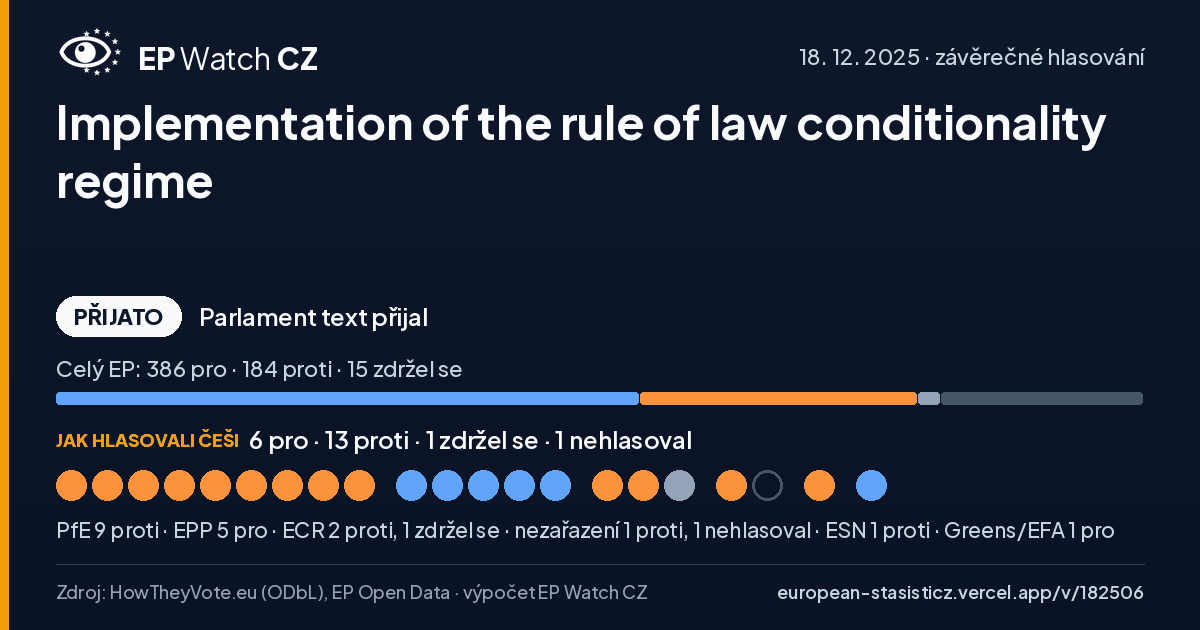 EP Watch CZ
18. 12. 2025 · závěrečné hlasování
Implementation of the rule of law conditionality
regime
PŘIJATO Parlament text přijal
Celý EP: 386 pro · 184 proti · 15 zdržel se
JAK HLASOVALI ČEŠI 6 pro · 13 proti · 1 zdržel se · 1 nehlasoval
PfE 9 proti · EPP 5 pro · ECR 2 proti, 1 zdržel se · nezařazení 1 proti, 1 nehlasoval · ESN 1 proti · Greens/EFA 1 pro
Zdroj: HowTheyVote.eu (ODbL), EP Open Data · výpočet EP Watch CZ
european-stasisticz.vercel.app/v/182506